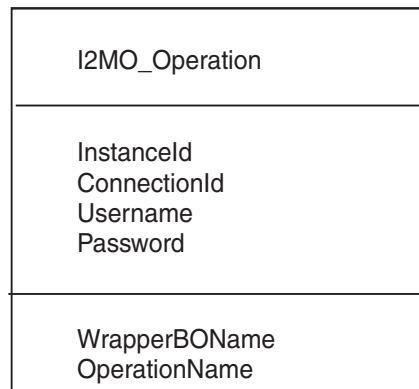 I2MO_Operation
InstanceId
ConnectionId
Username
Password
WrapperBOName
OperationName